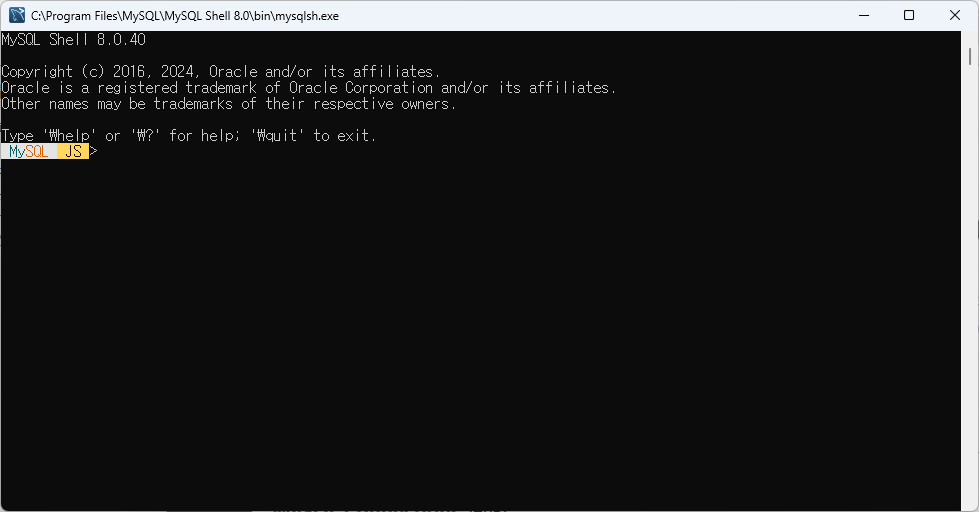 C:\Program Files\MySQL\MySQL Shell 8.0\bin\mysqlsh.exe
MySQL Shell 8.0.40
Copyright (c) 2016, 2024, Oracle and/or its affiliates.
Oracle is a registered trademark of Oracle Corporation and/or its affiliates.
Other names may be trademarks of their respective owners.
Type '₩help' or '₩?' for help; '₩quit' to exit.
MySQL JS >